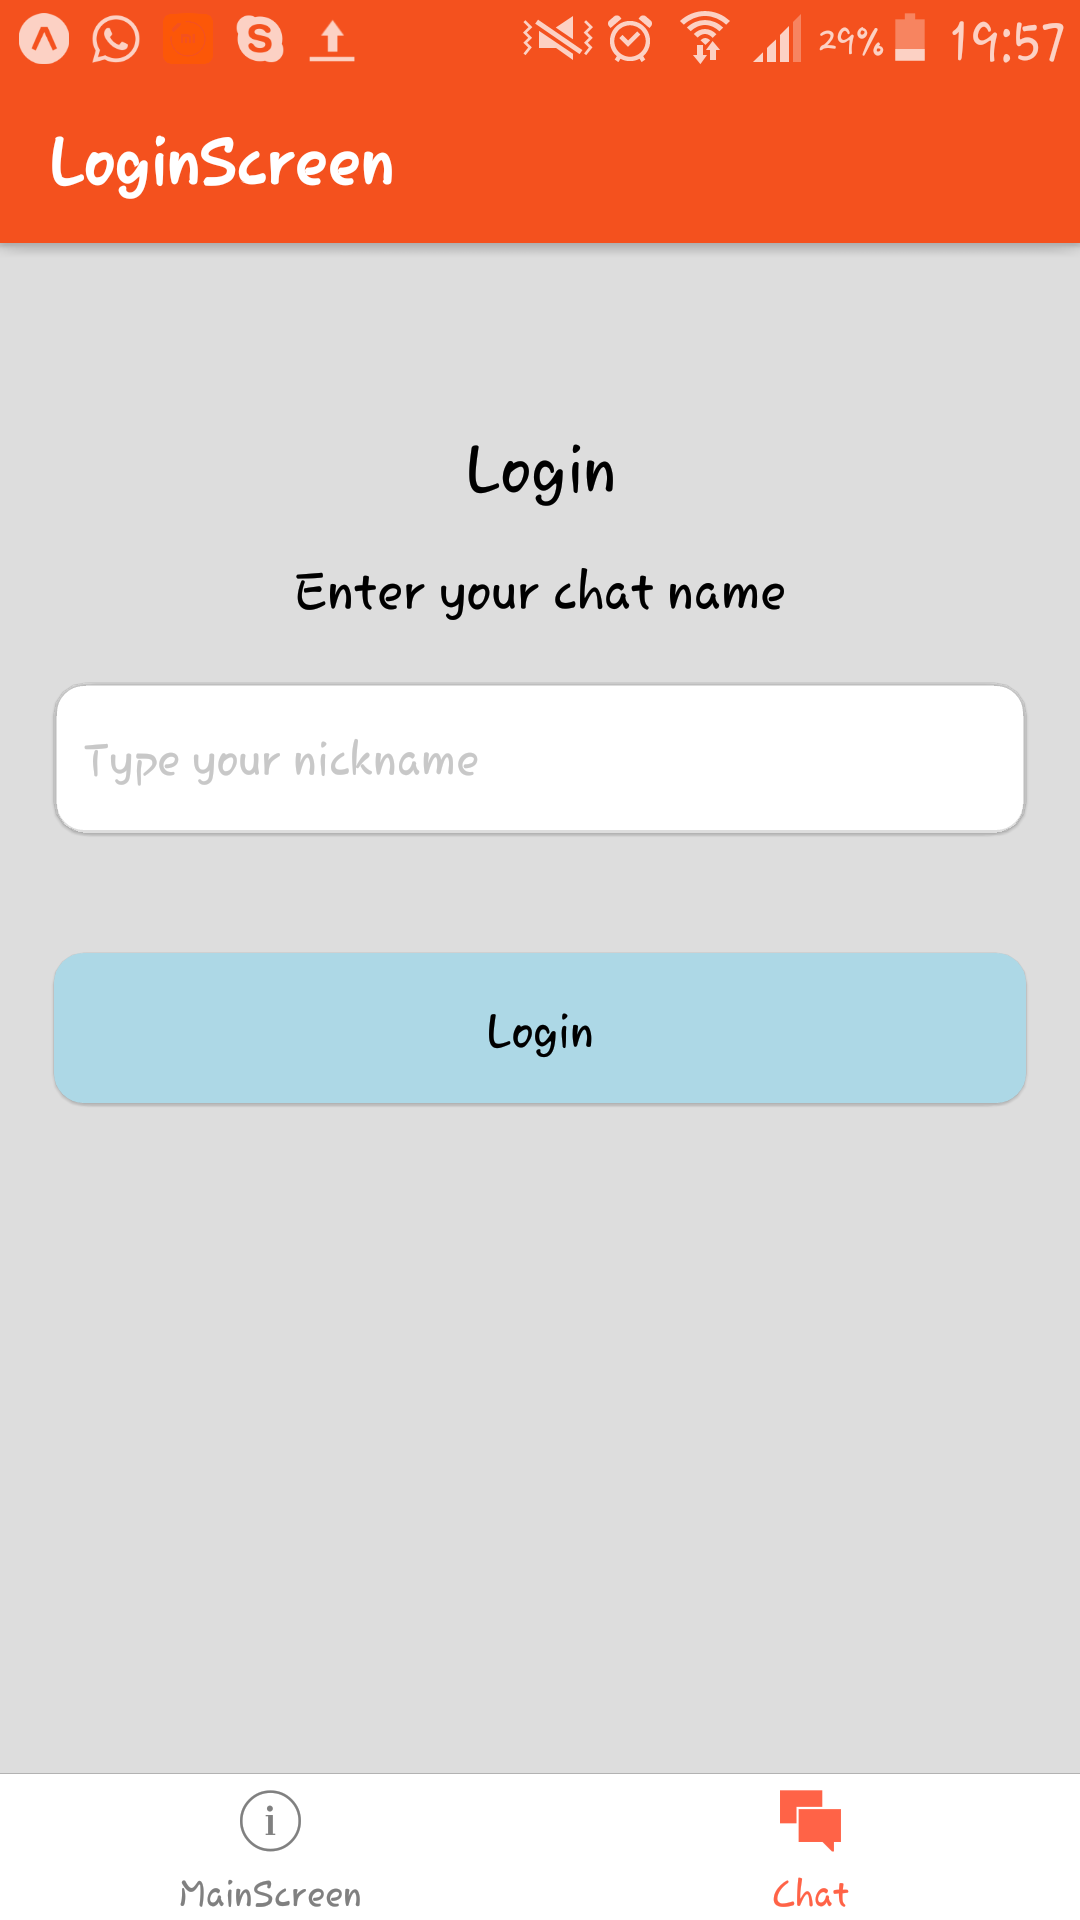 29% 19:57
LoginScreen
Login
Enter your chat name
Type your nickname
Login
MainScreen
Chat